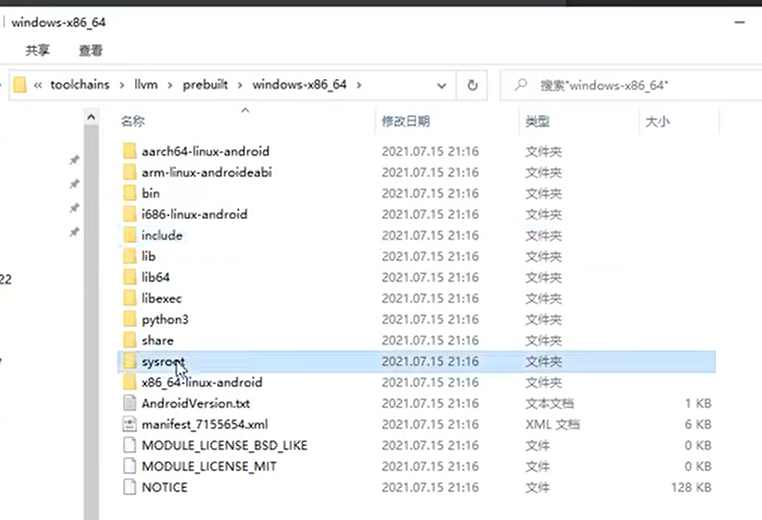 windows-x86_64
共享 查看
« toolchains › llvm › prebuilt › windows-x86_64 › 搜索"windows-x86_64"
名称 修改日期 类型 大小
aarch64-linux-android 2021.07.15 21:16 文件夹
arm-linux-androideabi 2021.07.15 21:16 文件夹
bin 2021.07.15 21:16 文件夹
i686-linux-android 2021.07.15 21:16 文件夹
include 2021.07.15 21:16 文件夹
lib 2021.07.15 21:16 文件夹
22 lib64 2021.07.15 21:16 文件夹
libexec 2021.07.15 21:16 文件夹
python3 2021.07.15 21:16 文件夹
share 2021.07.15 21:16 文件夹
sysroot 2021.07.15 21:16 文件夹
x86_64-linux-android 2021.07.15 21:16 文件夹
AndroidVersion.txt 2021.07.15 21:16 文本文档 1 KB
manifest_7155654.xml 2021.07.15 21:16 XML 文档 6 KB
MODULE_LICENSE_BSD_LIKE 2021.07.15 21:16 文件 0 KB
MODULE_LICENSE_MIT 2021.07.15 21:16 文件 0 KB
NOTICE 2021.07.15 21:16 文件 128 KB